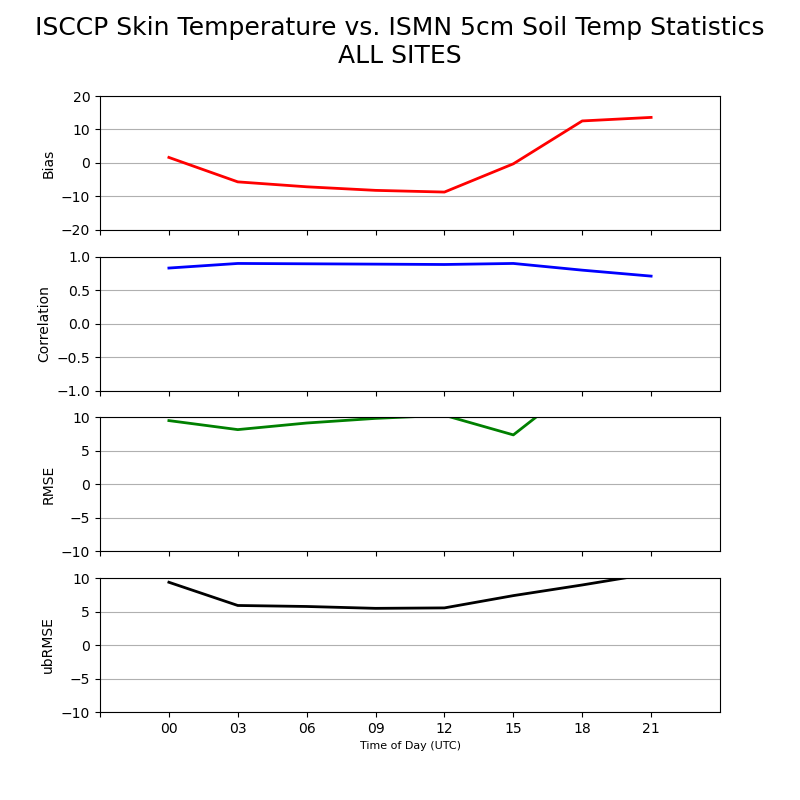 ISCCP Skin Temperature vs. ISMN 5cm Soil Temp Statistics
ALL SITES
20
10
0
−10
−20
Bias
1.0
0.5
0.0
−0.5
−1.0
Correlation
10
5
0
−5
−10
RMSE
10
5
0
−5
−10
ubRMSE
00 03 06 09 12 15 18 21
Time of Day (UTC)